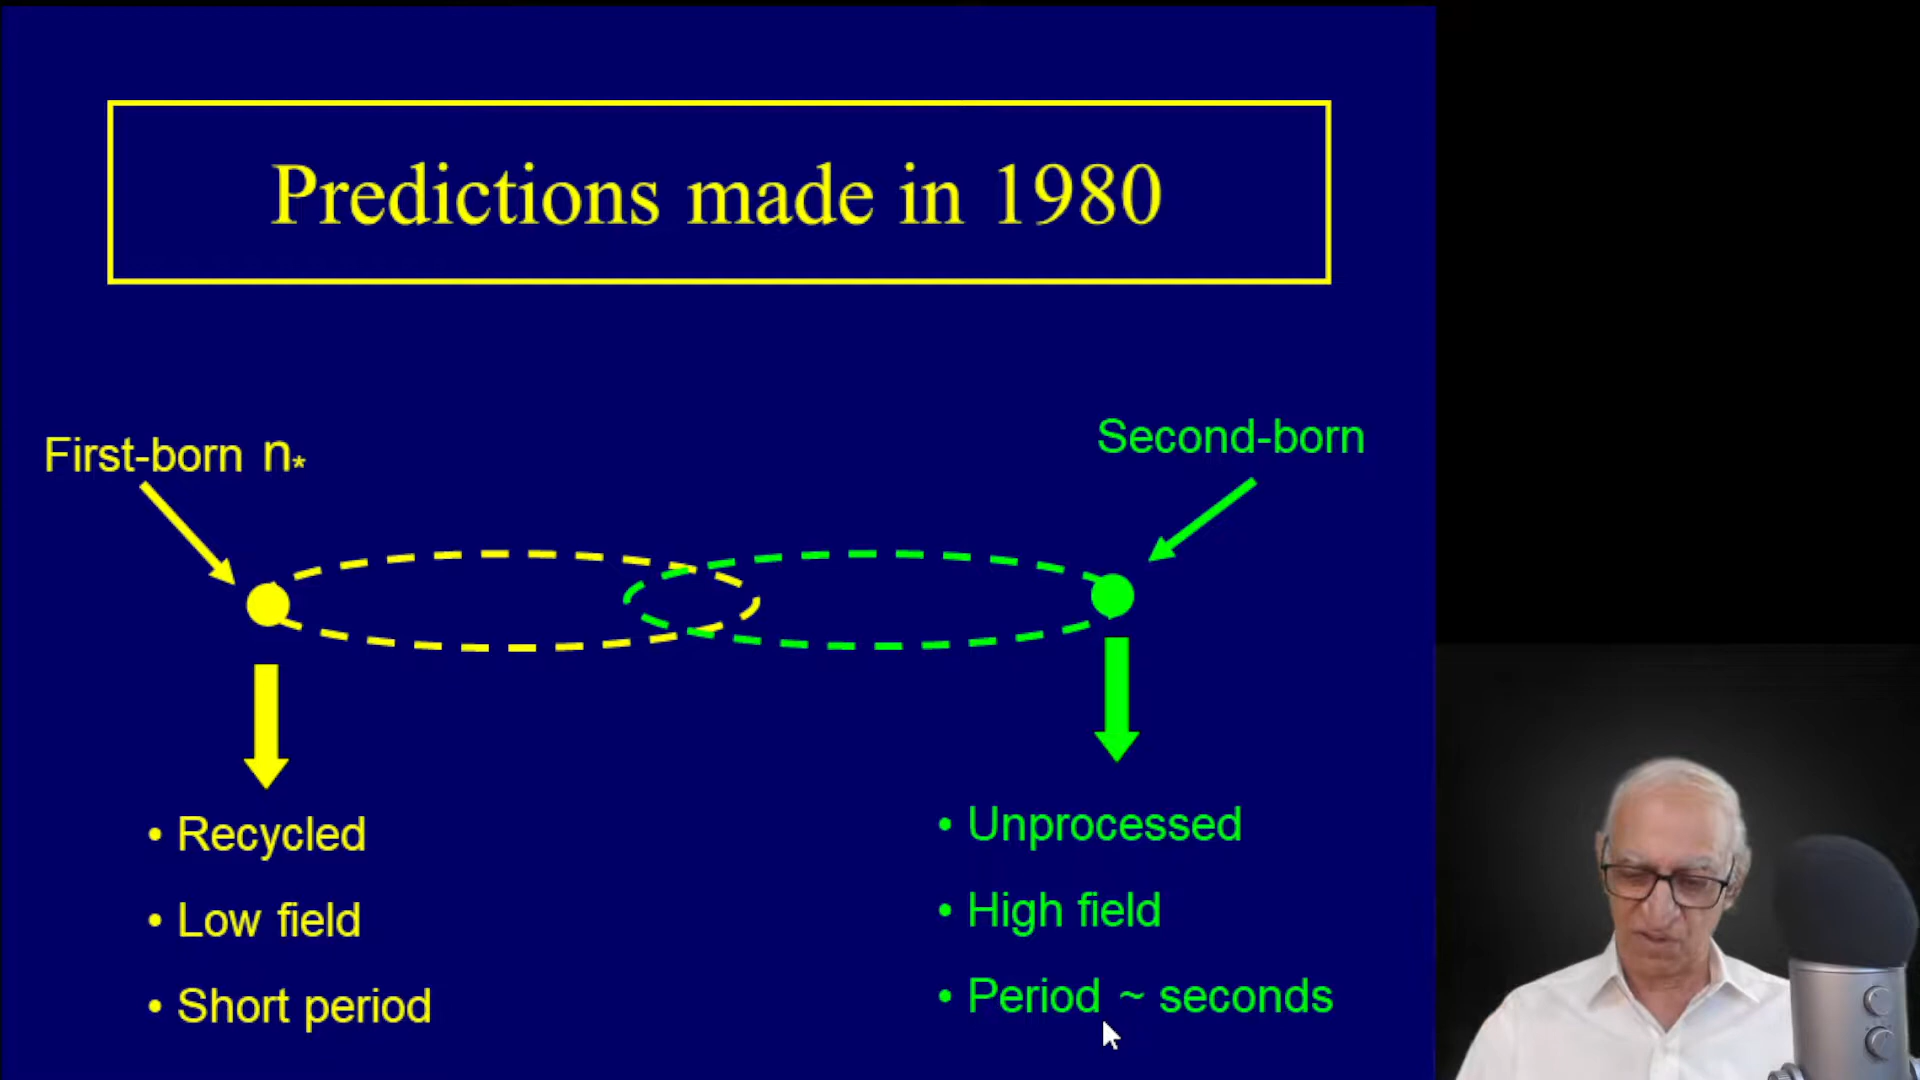 Predictions made in 1980
First-born n*
Second-born
• Recycled
• Low field
• Short period
• Unprocessed
• High field
• Period ~ seconds